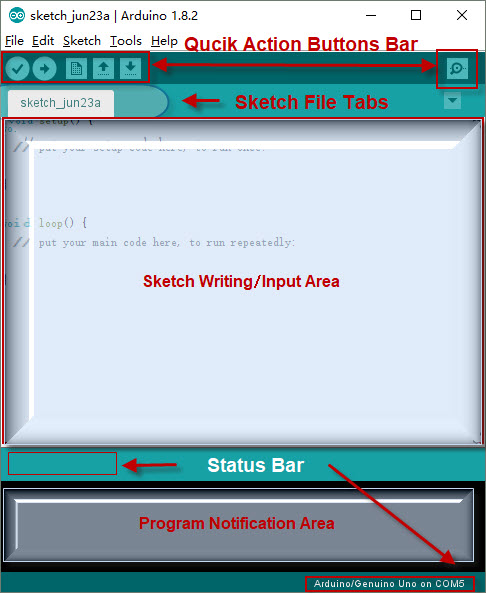 sketch_jun23a | Arduino 1.8.2
File Edit Sketch Tools Help
Qucik Action Buttons Bar
sketch_jun23a
Sketch File Tabs
void setup() {
// put your setup code here, to run once:
void loop() {
// put your main code here, to run repeatedly:
Sketch Writing/Input Area
Status Bar
Program Notification Area
Arduino/Genuino Uno on COM5